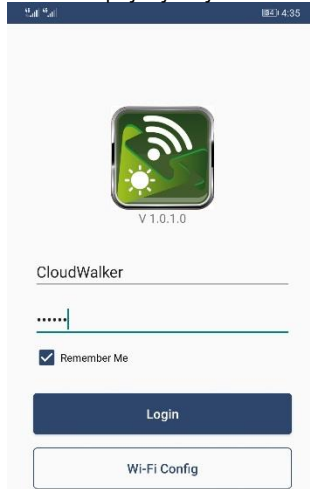 4:35
V 1.0.1.0
CloudWalker
••••••
Remember Me
Login
Wi-Fi Config